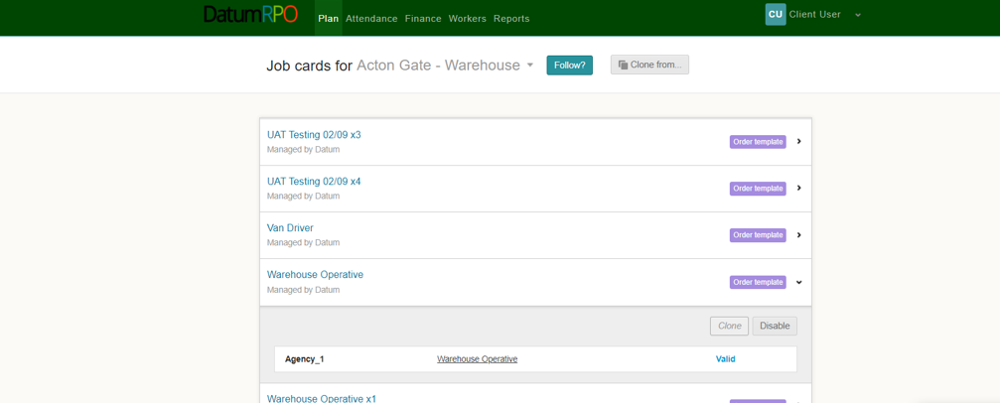 DatumRPO Plan Attendance Finance Workers Reports CU Client User
Job cards for Acton Gate - Warehouse Follow? Clone from...
UAT Testing 02/09 x3
Managed by Datum
Order template
UAT Testing 02/09 x4
Managed by Datum
Order template
Van Driver
Managed by Datum
Order template
Warehouse Operative
Managed by Datum
Order template
Clone Disable
Agency_1 Warehouse Operative Valid
Warehouse Operative x1